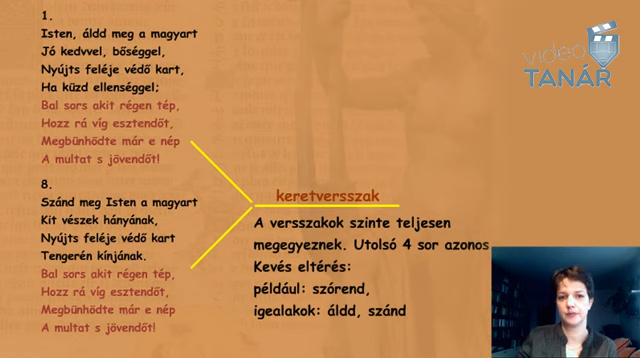 1.
Isten, áldd meg a magyart
Jó kedvvel, bőséggel,
Nyújts feléje védő kart,
Ha küzd ellenséggel;
Bal sors akit régen tép,
Hozz rá víg esztendőt,
Megbünhödte már e nép
A multat s jövendőt!
8.
Szánd meg Isten a magyart
Kit vészek hányának,
Nyújts feléje védő kart
Tengerén kínjának.
Bal sors akit régen tép,
Hozz rá víg esztendőt,
Megbünhödte már e nép
A multat s jövendőt!
keretversszak
A versszakok szinte teljesen
megegyeznek. Utolsó 4 sor azonos
Kevés eltérés:
például: szórend,
igealakok: áldd, szánd
video
TANÁR